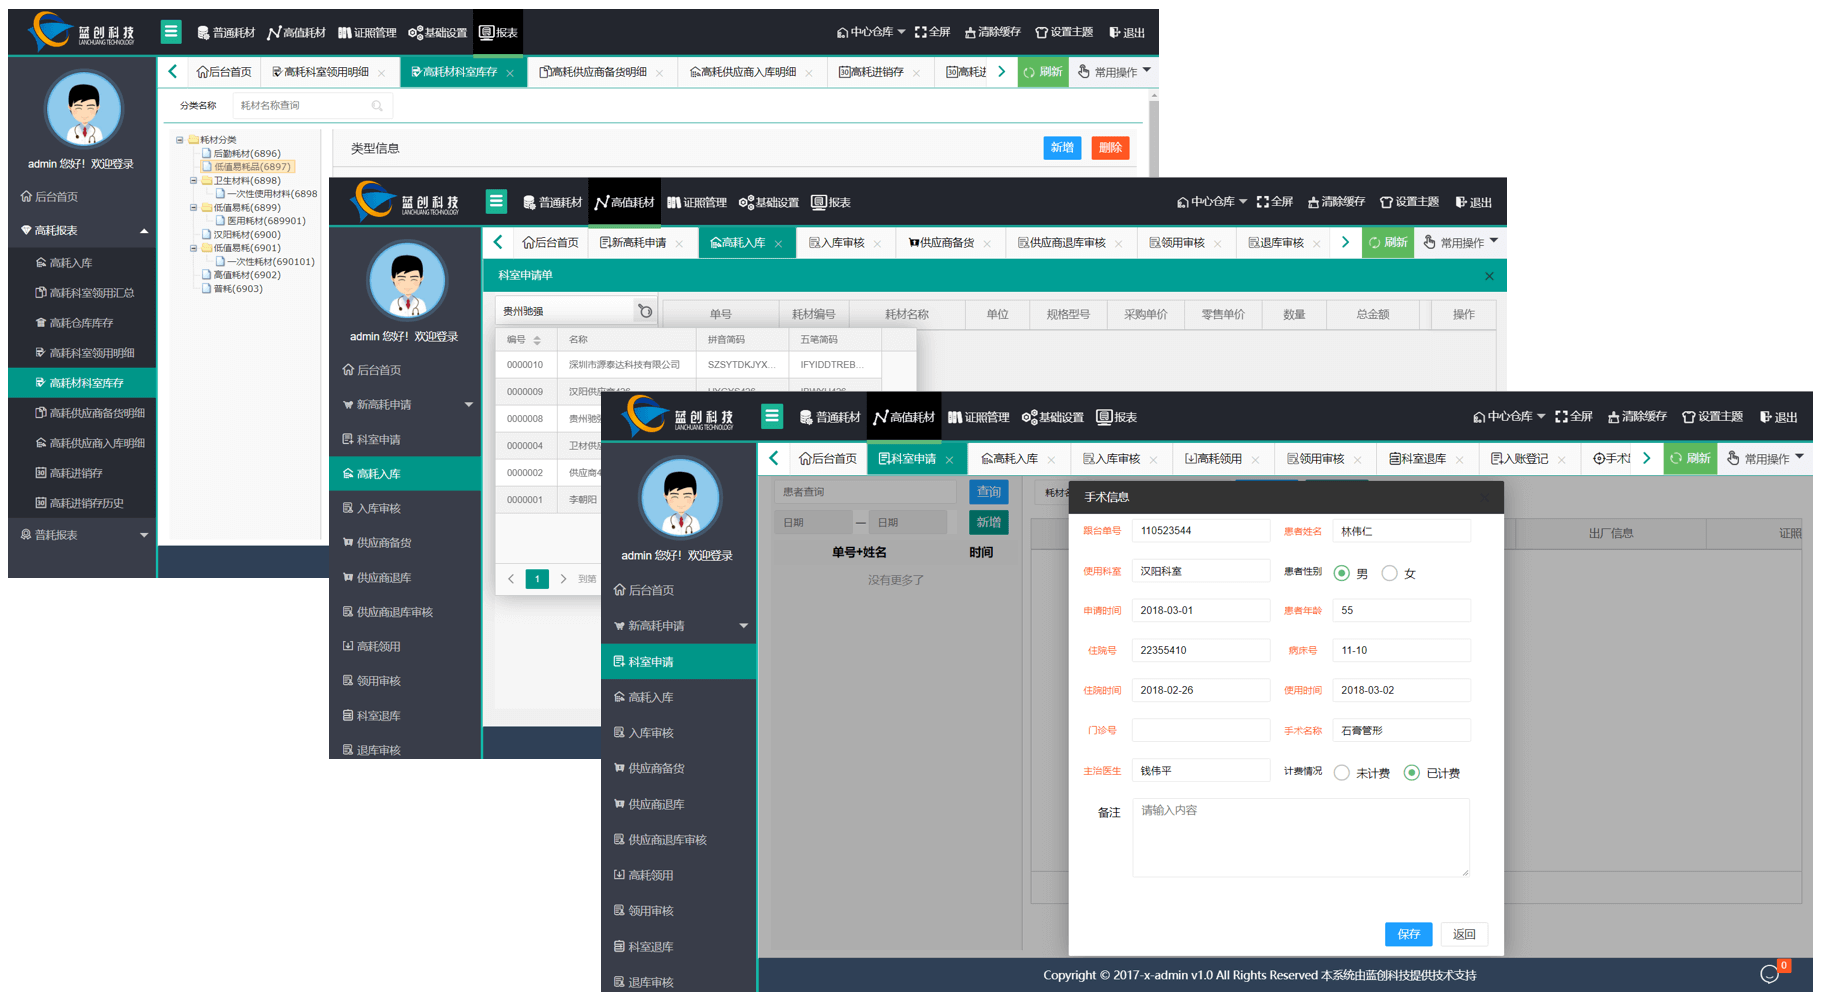 蓝创科技
LANCHUANG TECHNOLOGY
普通耗材 高值耗材 证照管理 基础设置 报表
中心仓库 全屏 清除缓存 设置主题 退出
后台首页 高耗科室领用明细 高耗材科室库存 高耗供应商备货明细 高耗供应商入库明细 高耗进销存 高耗进
刷新 常用操作
admin 您好！欢迎登录
后台首页
高耗报表
高耗入库
高耗科室领用汇总
高耗仓库库存
高耗科室领用明细
高耗材科室库存
高耗供应商备货明细
高耗供应商入库明细
高耗进销存
高耗进销存历史
普耗报表
分类名称 耗材名称查询
耗材分类
后勤耗材(6896)
低值易耗品(6897)
卫生材料(6898)
一次性使用材料(6898
低值易耗(6899)
医用耗材(689901)
汉阳耗材(6900)
低值易耗(6901)
一次性耗材(690101)
高值耗材(6902)
普耗(6903)
类型信息 新增 删除
蓝创科技
LANCHUANG TECHNOLOGY
普通耗材 高值耗材 证照管理 基础设置 报表
中心仓库 全屏 清除缓存 设置主题 退出
后台首页 新高耗申请 高耗入库 入库审核 供应商备货 供应商退库审核 领用审核 退库审核
刷新 常用操作
admin 您好！欢迎登录
后台首页
新高耗申请
科室申请
高耗入库
入库审核
供应商备货
供应商退库
供应商退库审核
高耗领用
领用审核
科室退库
退库审核
科室申请单
贵州驰强
单号 耗材编号 耗材名称 单位 规格型号 采购单价 零售单价 数量 总金额 操作
编号 名称 拼音简码 五笔简码
0000010 深圳市源泰达科技有限公司 SZSYTDKJYX... IFYIDDTREB...
0000009
0000008 贵州驰
0000004 卫材供
0000002 供应商4
0000001 李朝阳
1 到第
蓝创科技
LANCHUANG TECHNOLOGY
普通耗材 高值耗材 证照管理 基础设置 报表
中心仓库 全屏 清除缓存 设置主题 退出
后台首页 科室申请 高耗入库 入库审核 高耗领用 领用审核 科室退库 入账登记 手术
刷新 常用操作
admin 您好！欢迎登录
后台首页
新高耗申请
科室申请
高耗入库
入库审核
供应商备货
供应商退库
供应商退库审核
高耗领用
领用审核
科室退库
退库审核
患者查询 查询
日期 — 日期 新增
单号+姓名 时间
没有更多了
耗材
出厂信息 证照
手术信息
跟台单号 110523544 患者姓名 林伟仁
使用科室 汉阳科室 患者性别 男 女
申请时间 2018-03-01 患者年龄 55
住院号 22355410 病床号 11-10
住院时间 2018-02-26 使用时间 2018-03-02
门诊号 手术名称 石膏管形
主治医生 钱伟平 计费情况 未计费 已计费
备注 请输入内容
保存 返回
Copyright © 2017-x-admin v1.0 All Rights Reserved 本系统由蓝创科技提供技术支持
0